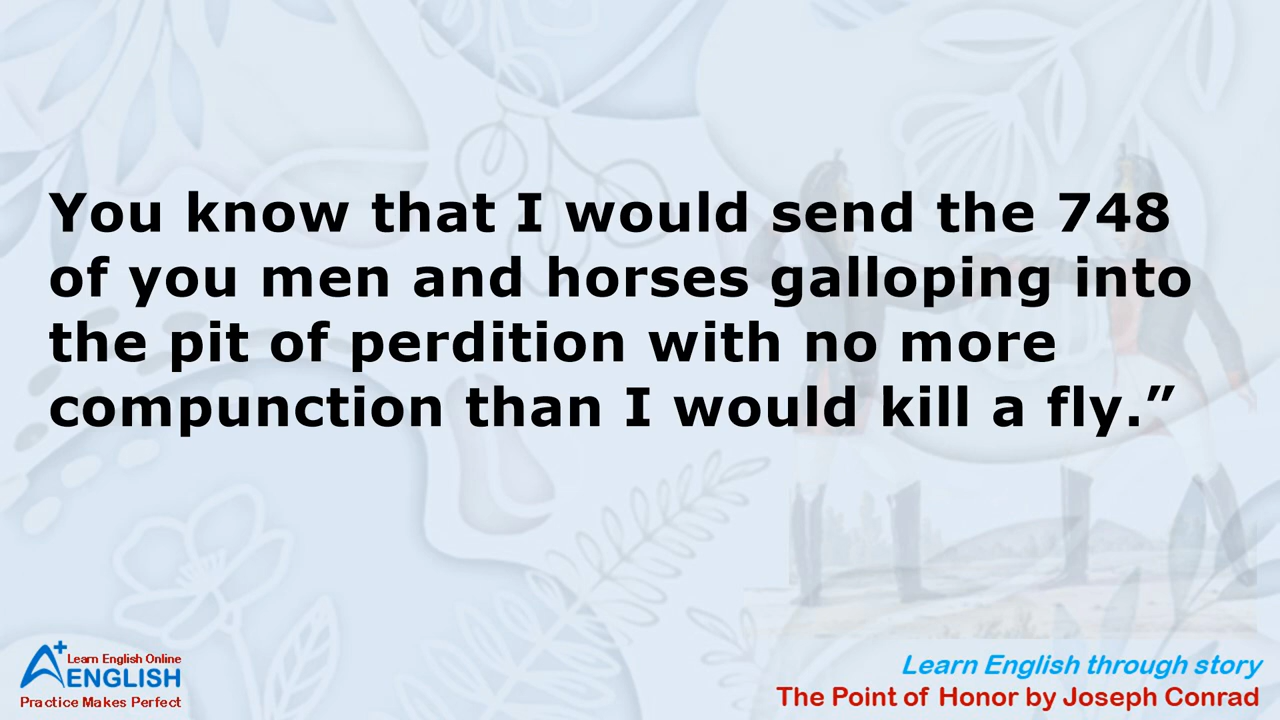 You know that I would send the 748
of you men and horses galloping into
the pit of perdition with no more
compunction than I would kill a fly.”
A+ Learn English Online
ENGLISH
Practice Makes Perfect
Learn English through story
The Point of Honor by Joseph Conrad